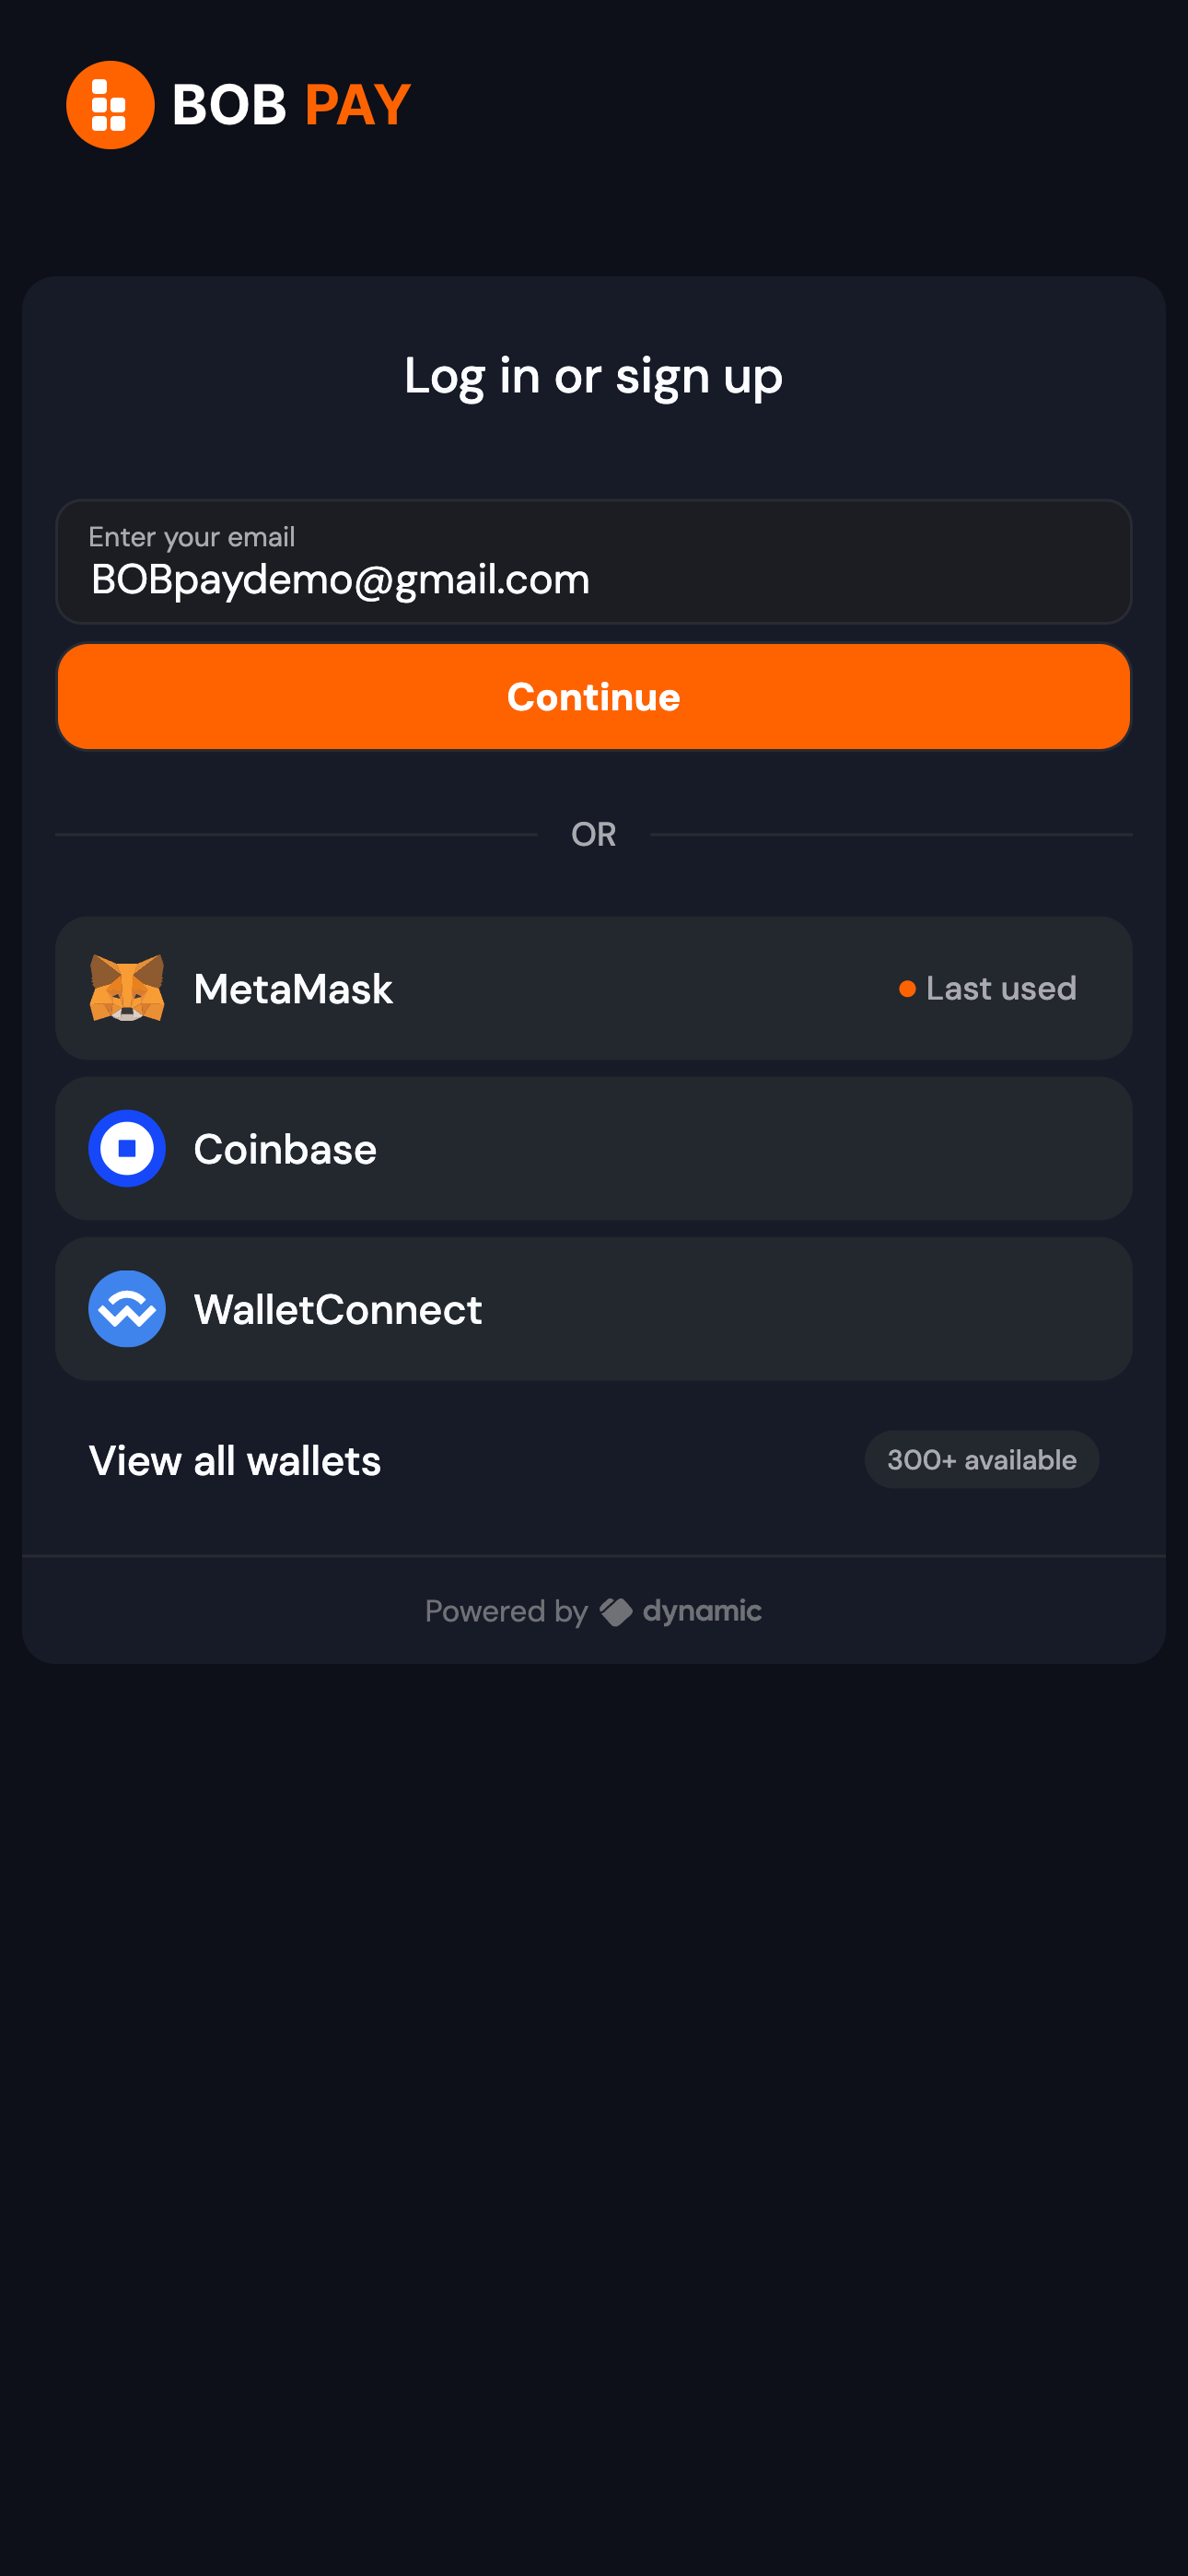 BOB PAY
Log in or sign up
Enter your email
BOBpaydemo@gmail.com
Continue
OR
MetaMask
Last used
Coinbase
WalletConnect
View all wallets
300+ available
Powered by dynamic